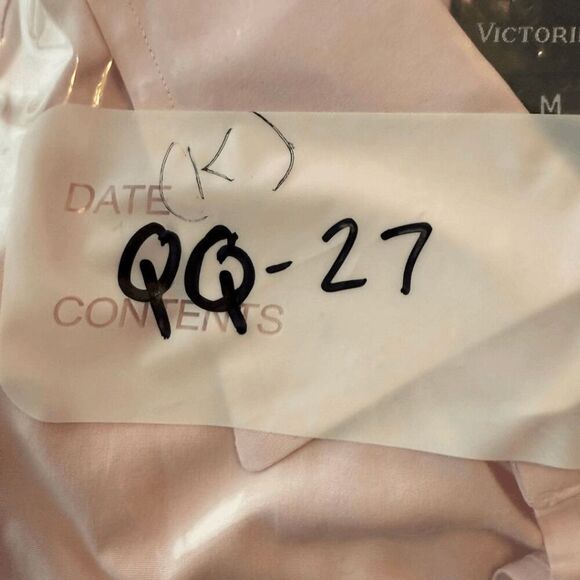 VICTORI
M
(K)
DATE
QQ-27
CONTENTS